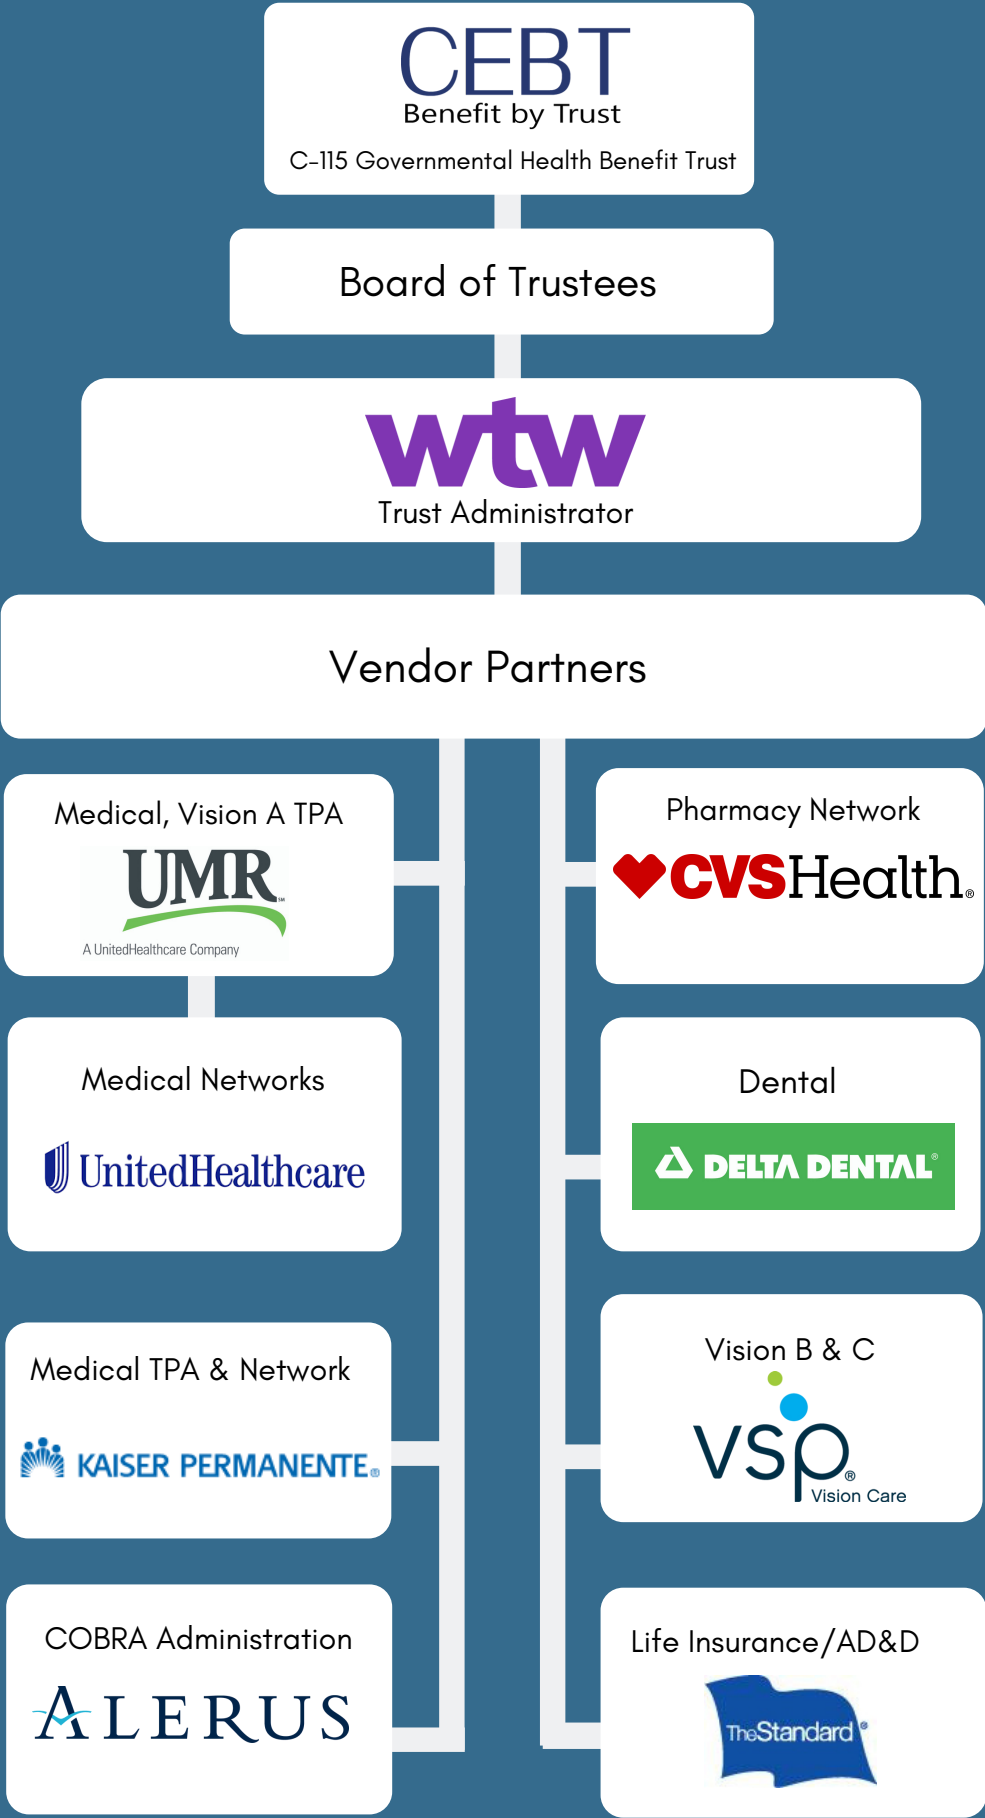 CEBT
Benefit by Trust
C-115 Governmental Health Benefit Trust
Board of Trustees
wtw
Trust Administrator
Vendor Partners
Medical, Vision A TPA
UMR SM
A UnitedHealthcare Company
Medical Networks
UnitedHealthcare
Medical TPA & Network
KAISER PERMANENTE®
COBRA Administration
ALERUS
Pharmacy Network
CVSHealth®
Dental
DELTA DENTAL®
Vision B & C
vsp®
Vision Care
Life Insurance/AD&D
TheStandard®